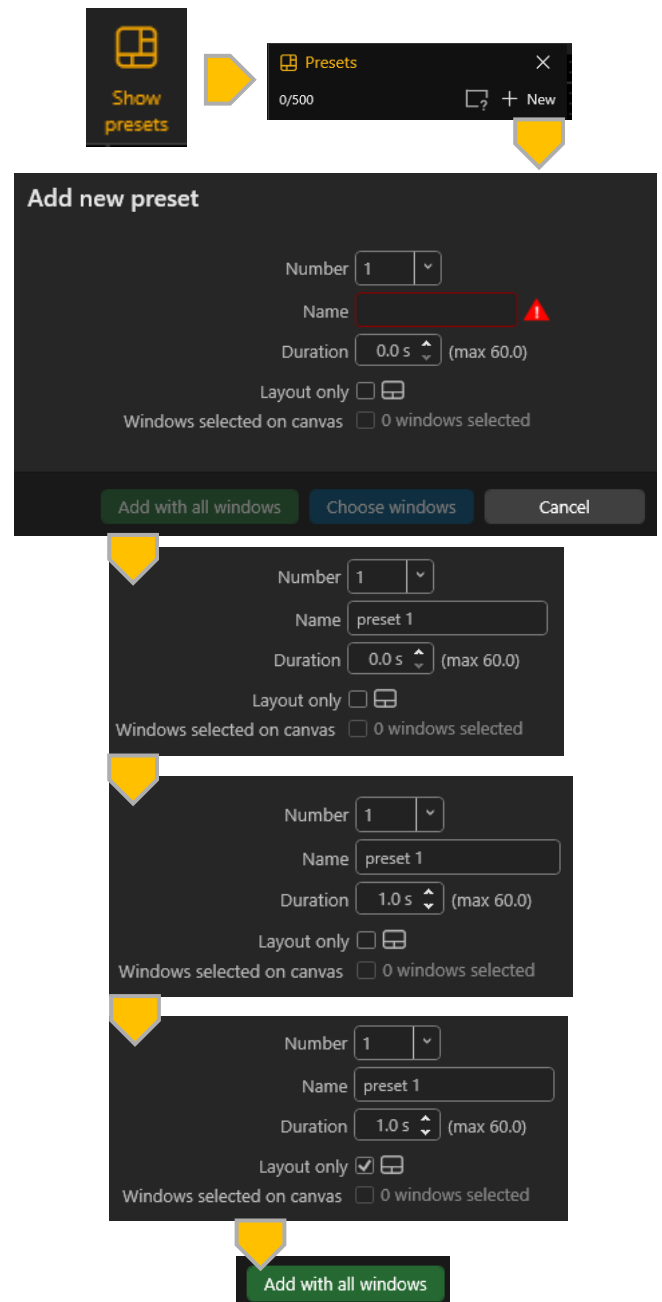 Show
presets
Presets
0/500
? + New
Add new preset
Number 1
Name
Duration 0.0 s (max 60.0)
Layout only
Windows selected on canvas 0 windows selected
Add with all windows Choose windows Cancel
Number 1
Name preset 1
Duration 0.0 s (max 60.0)
Layout only
Windows selected on canvas 0 windows selected
Number 1
Name preset 1
Duration 1.0 s (max 60.0)
Layout only
Windows selected on canvas 0 windows selected
Number 1
Name preset 1
Duration 1.0 s (max 60.0)
Layout only
Windows selected on canvas 0 windows selected
Add with all windows